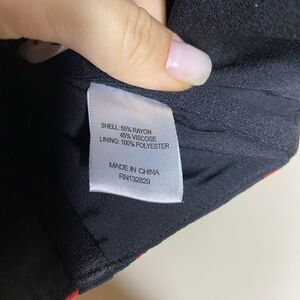 SHELL: 55% RAYON
45% VISCOSE
LINING: 100% POLYESTER
MADE IN CHINA
RN132829